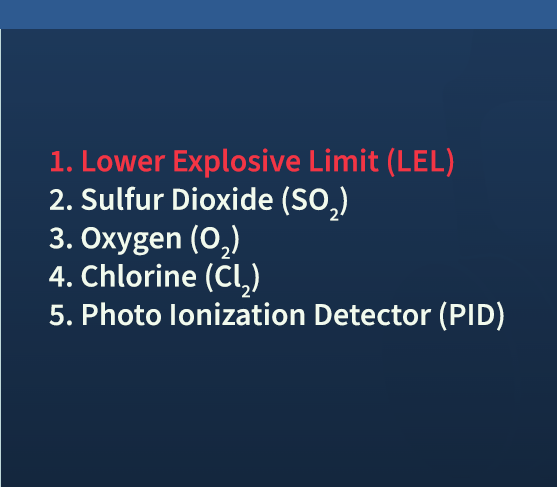 1. Lower Explosive Limit (LEL)
2. Sulfur Dioxide (SO₂)
3. Oxygen (O₂)
4. Chlorine (Cl₂)
5. Photo Ionization Detector (PID)